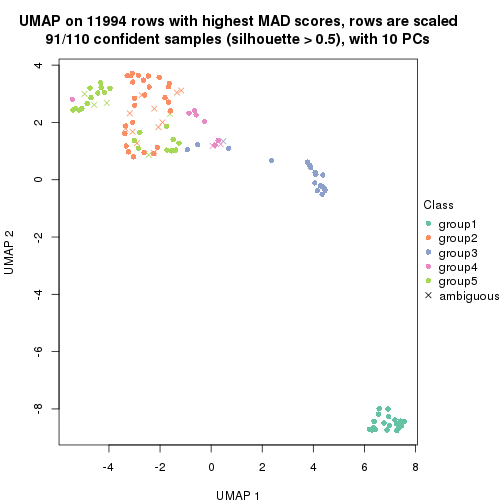 UMAP on 11994 rows with highest MAD scores, rows are scaled
91/110 confident samples (silhouette > 0.5), with 10 PCs
4
2
0
-2
-4
-6
-8
UMAP 2
-4
-2
0
2
4
6
8
UMAP 1
Class
group1
group2
group3
group4
group5
ambiguous